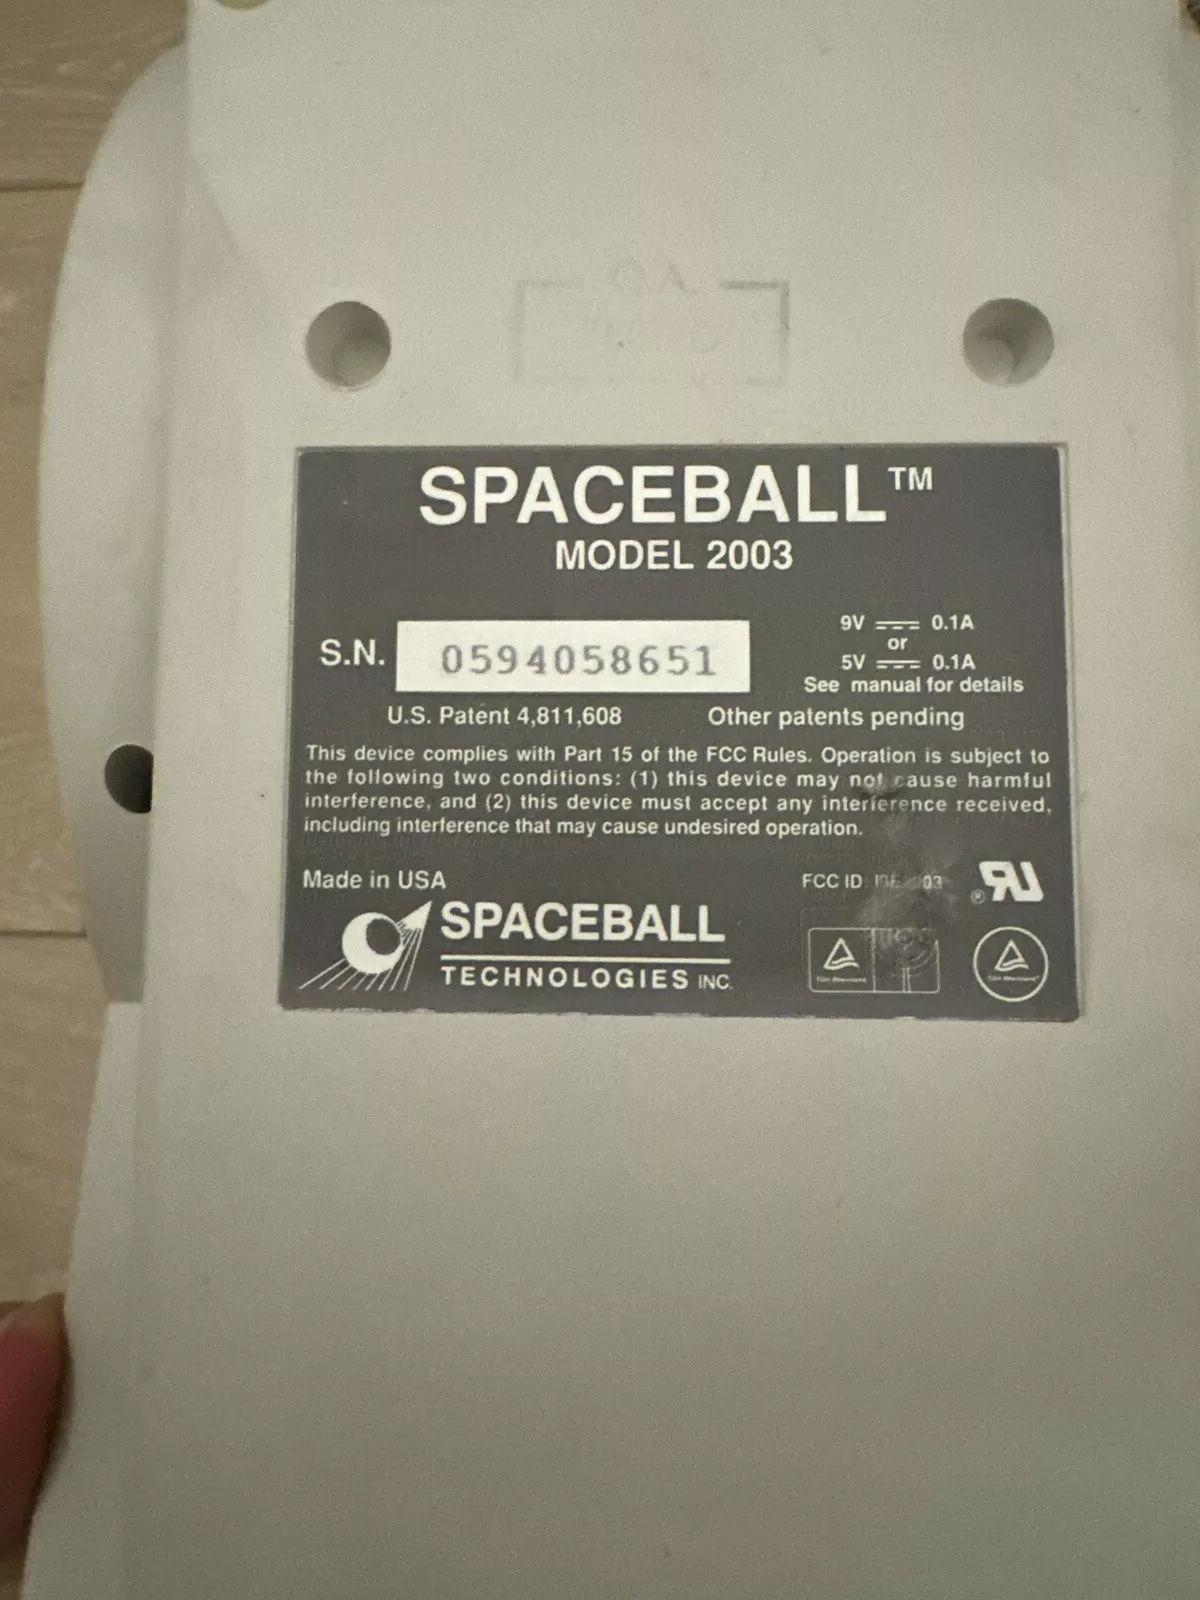 SPACEBALL™
MODEL 2003
S.N. 0594058651
9V 0.1A
or
5V 0.1A
See manual for details
U.S. Patent 4,811,608 Other patents pending
This device complies with Part 15 of the FCC Rules. Operation is subject to
the following two conditions: (1) this device may not cause harmful
interference, and (2) this device must accept any interference received,
including interference that may cause undesired operation.
Made in USA
FCC ID:
SPACEBALL
TECHNOLOGIES INC.